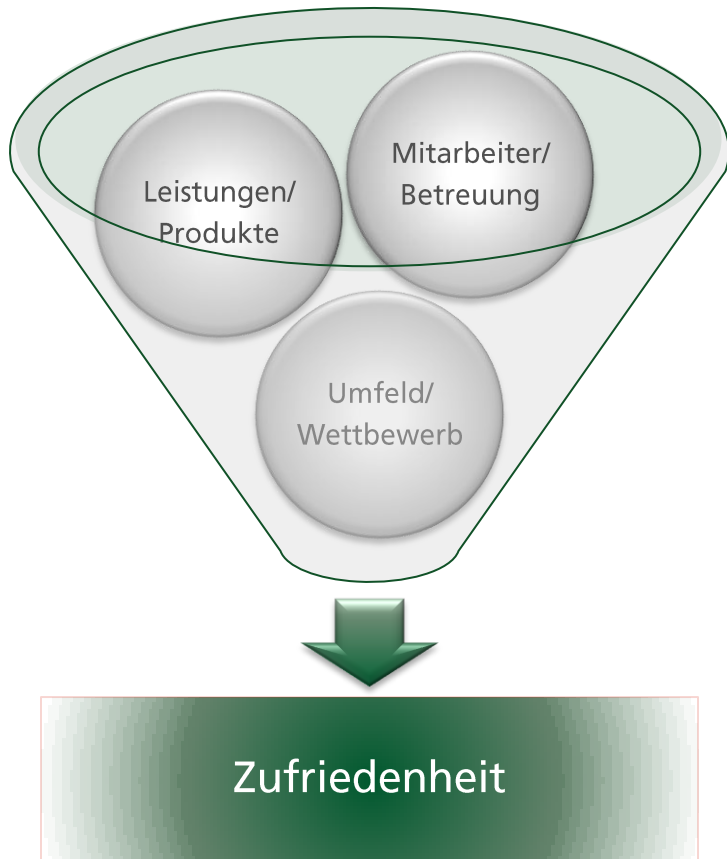 Leistungen/
Produkte
Mitarbeiter/
Betreuung
Umfeld/
Wettbewerb
Zufriedenheit